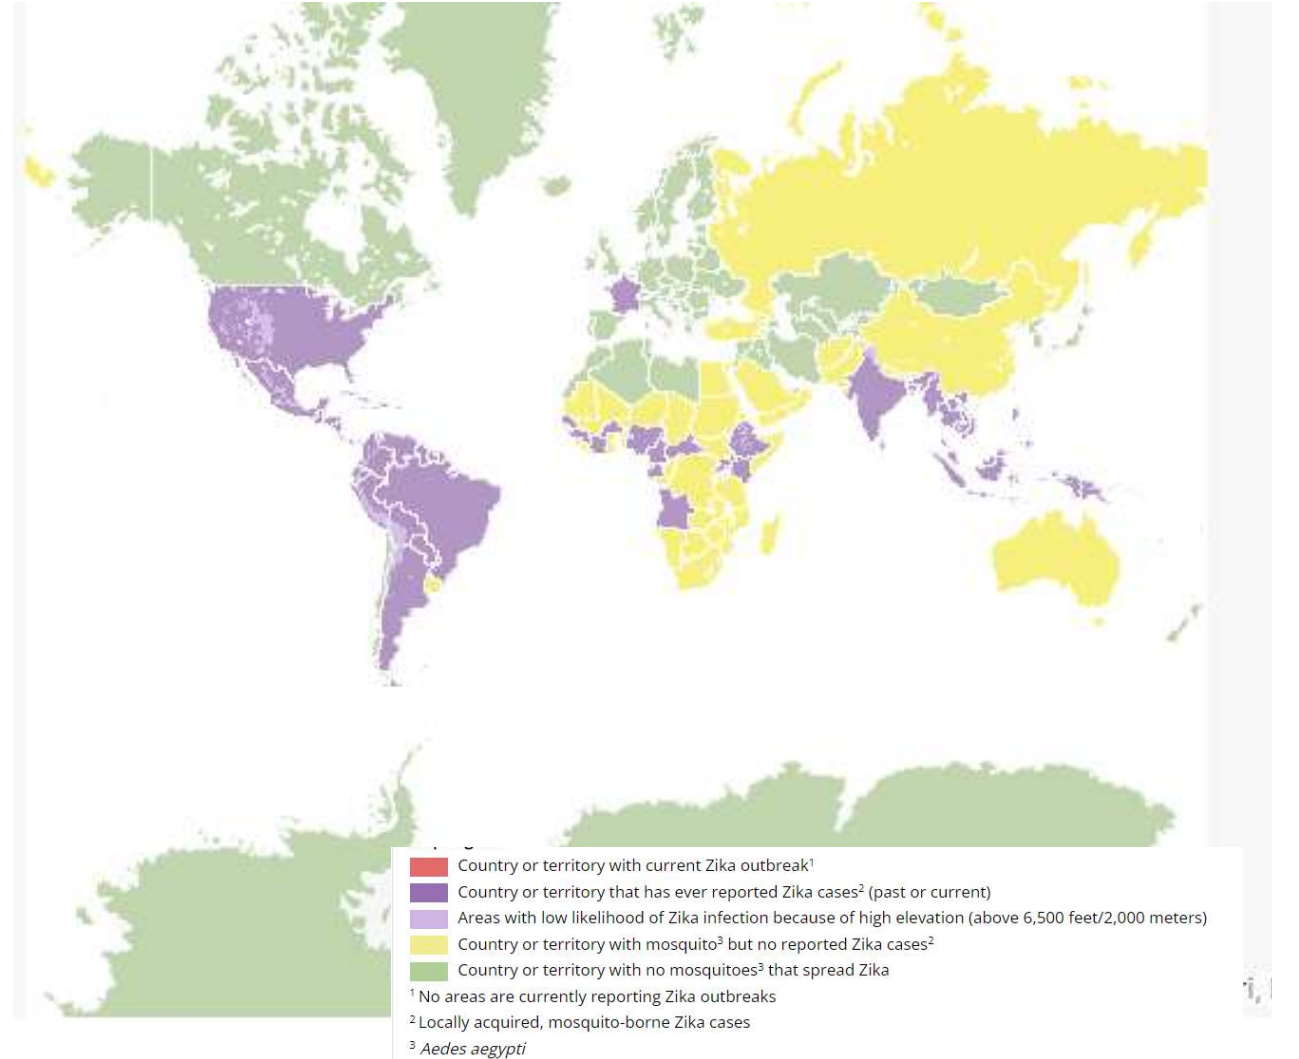 Country or territory with current Zika outbreak¹
Country or territory that has ever reported Zika cases² (past or current)
Areas with low likelihood of Zika infection because of high elevation (above 6,500 feet/2,000 meters)
Country or territory with mosquito³ but no reported Zika cases²
Country or territory with no mosquitoes³ that spread Zika
¹ No areas are currently reporting Zika outbreaks
² Locally acquired, mosquito-borne Zika cases
³ Aedes aegypti